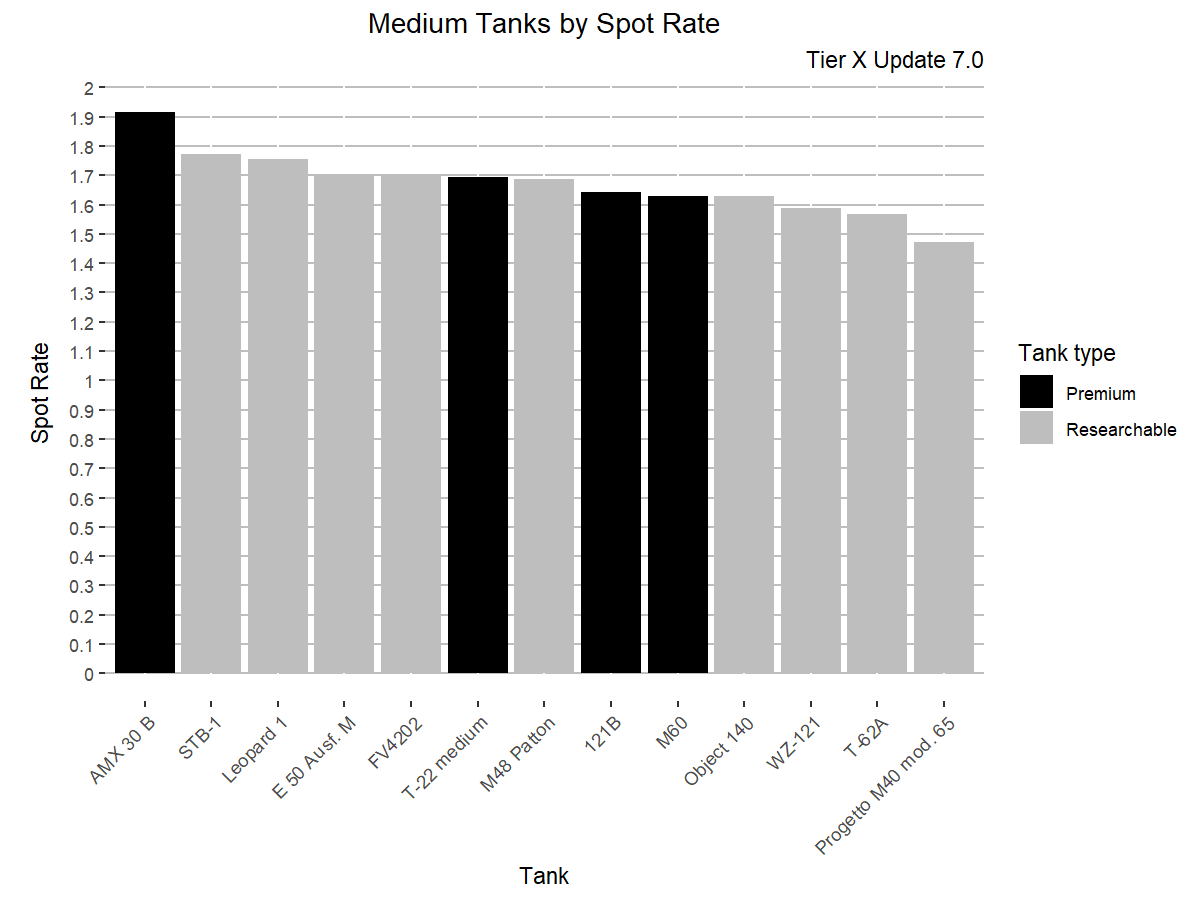 Medium Tanks by Spot Rate
Tier X Update 7.0
2
1.9
1.8
1.7
1.6
1.5
1.4
1.3
1.2
1.1
1
0.9
0.8
0.7
0.6
0.5
0.4
0.3
0.2
0.1
0
Spot Rate
AMX 30 B
STB-1
Leopard 1
E 50 Ausf. M
FV4202
T-22 medium
M48 Patton
121B
M60
Object 140
WZ-121
T-62A
Progetto M40 mod. 65
Tank
Tank type
Premium
Researchable